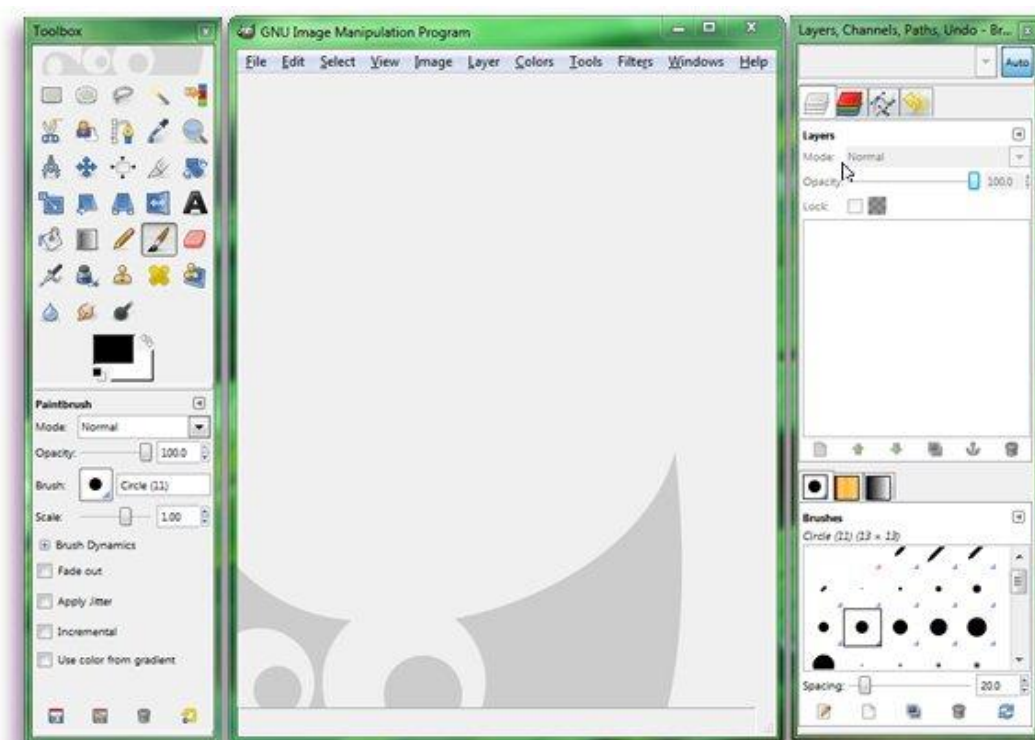 Toolbox
Paintbrush
Mode: Normal
Opacity: 100.0
Brush: Circle (11)
Scale: 1.00
Brush Dynamics
Fade out
Apply Jitter
Incremental
Use color from gradient
GNU Image Manipulation Program
File Edit Select View Image Layer Colors Tools Filters Windows Help
Layers, Channels, Paths, Undo - Br...
Auto
Layers
Mode: Normal
Opacity: 100.0
Lock:
Brushes
Circle (11) (13 × 13)
Spacing: 20.0